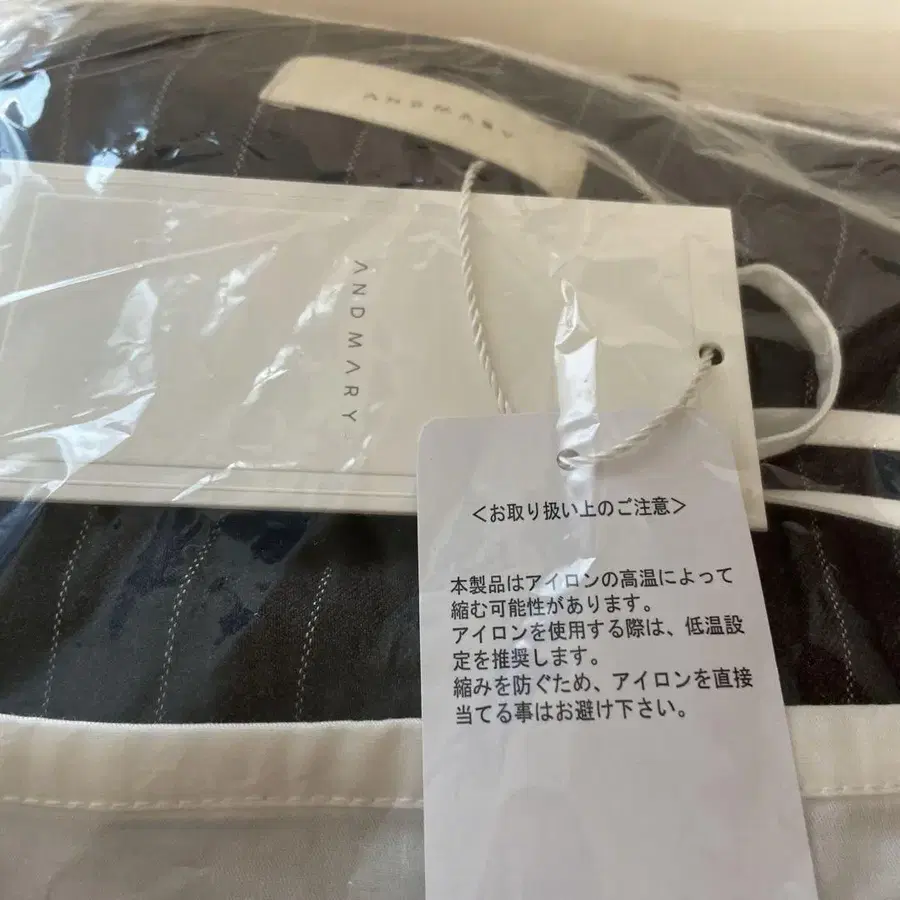 ANDMARY
ANDMARY
<お取り扱い上のご注意>
本製品はアイロンの高温によって
縮む可能性があります。
アイロンを使用する際は、低温設
定を推奨します。
縮みを防ぐため、アイロンを直接
当てる事はお避け下さい。